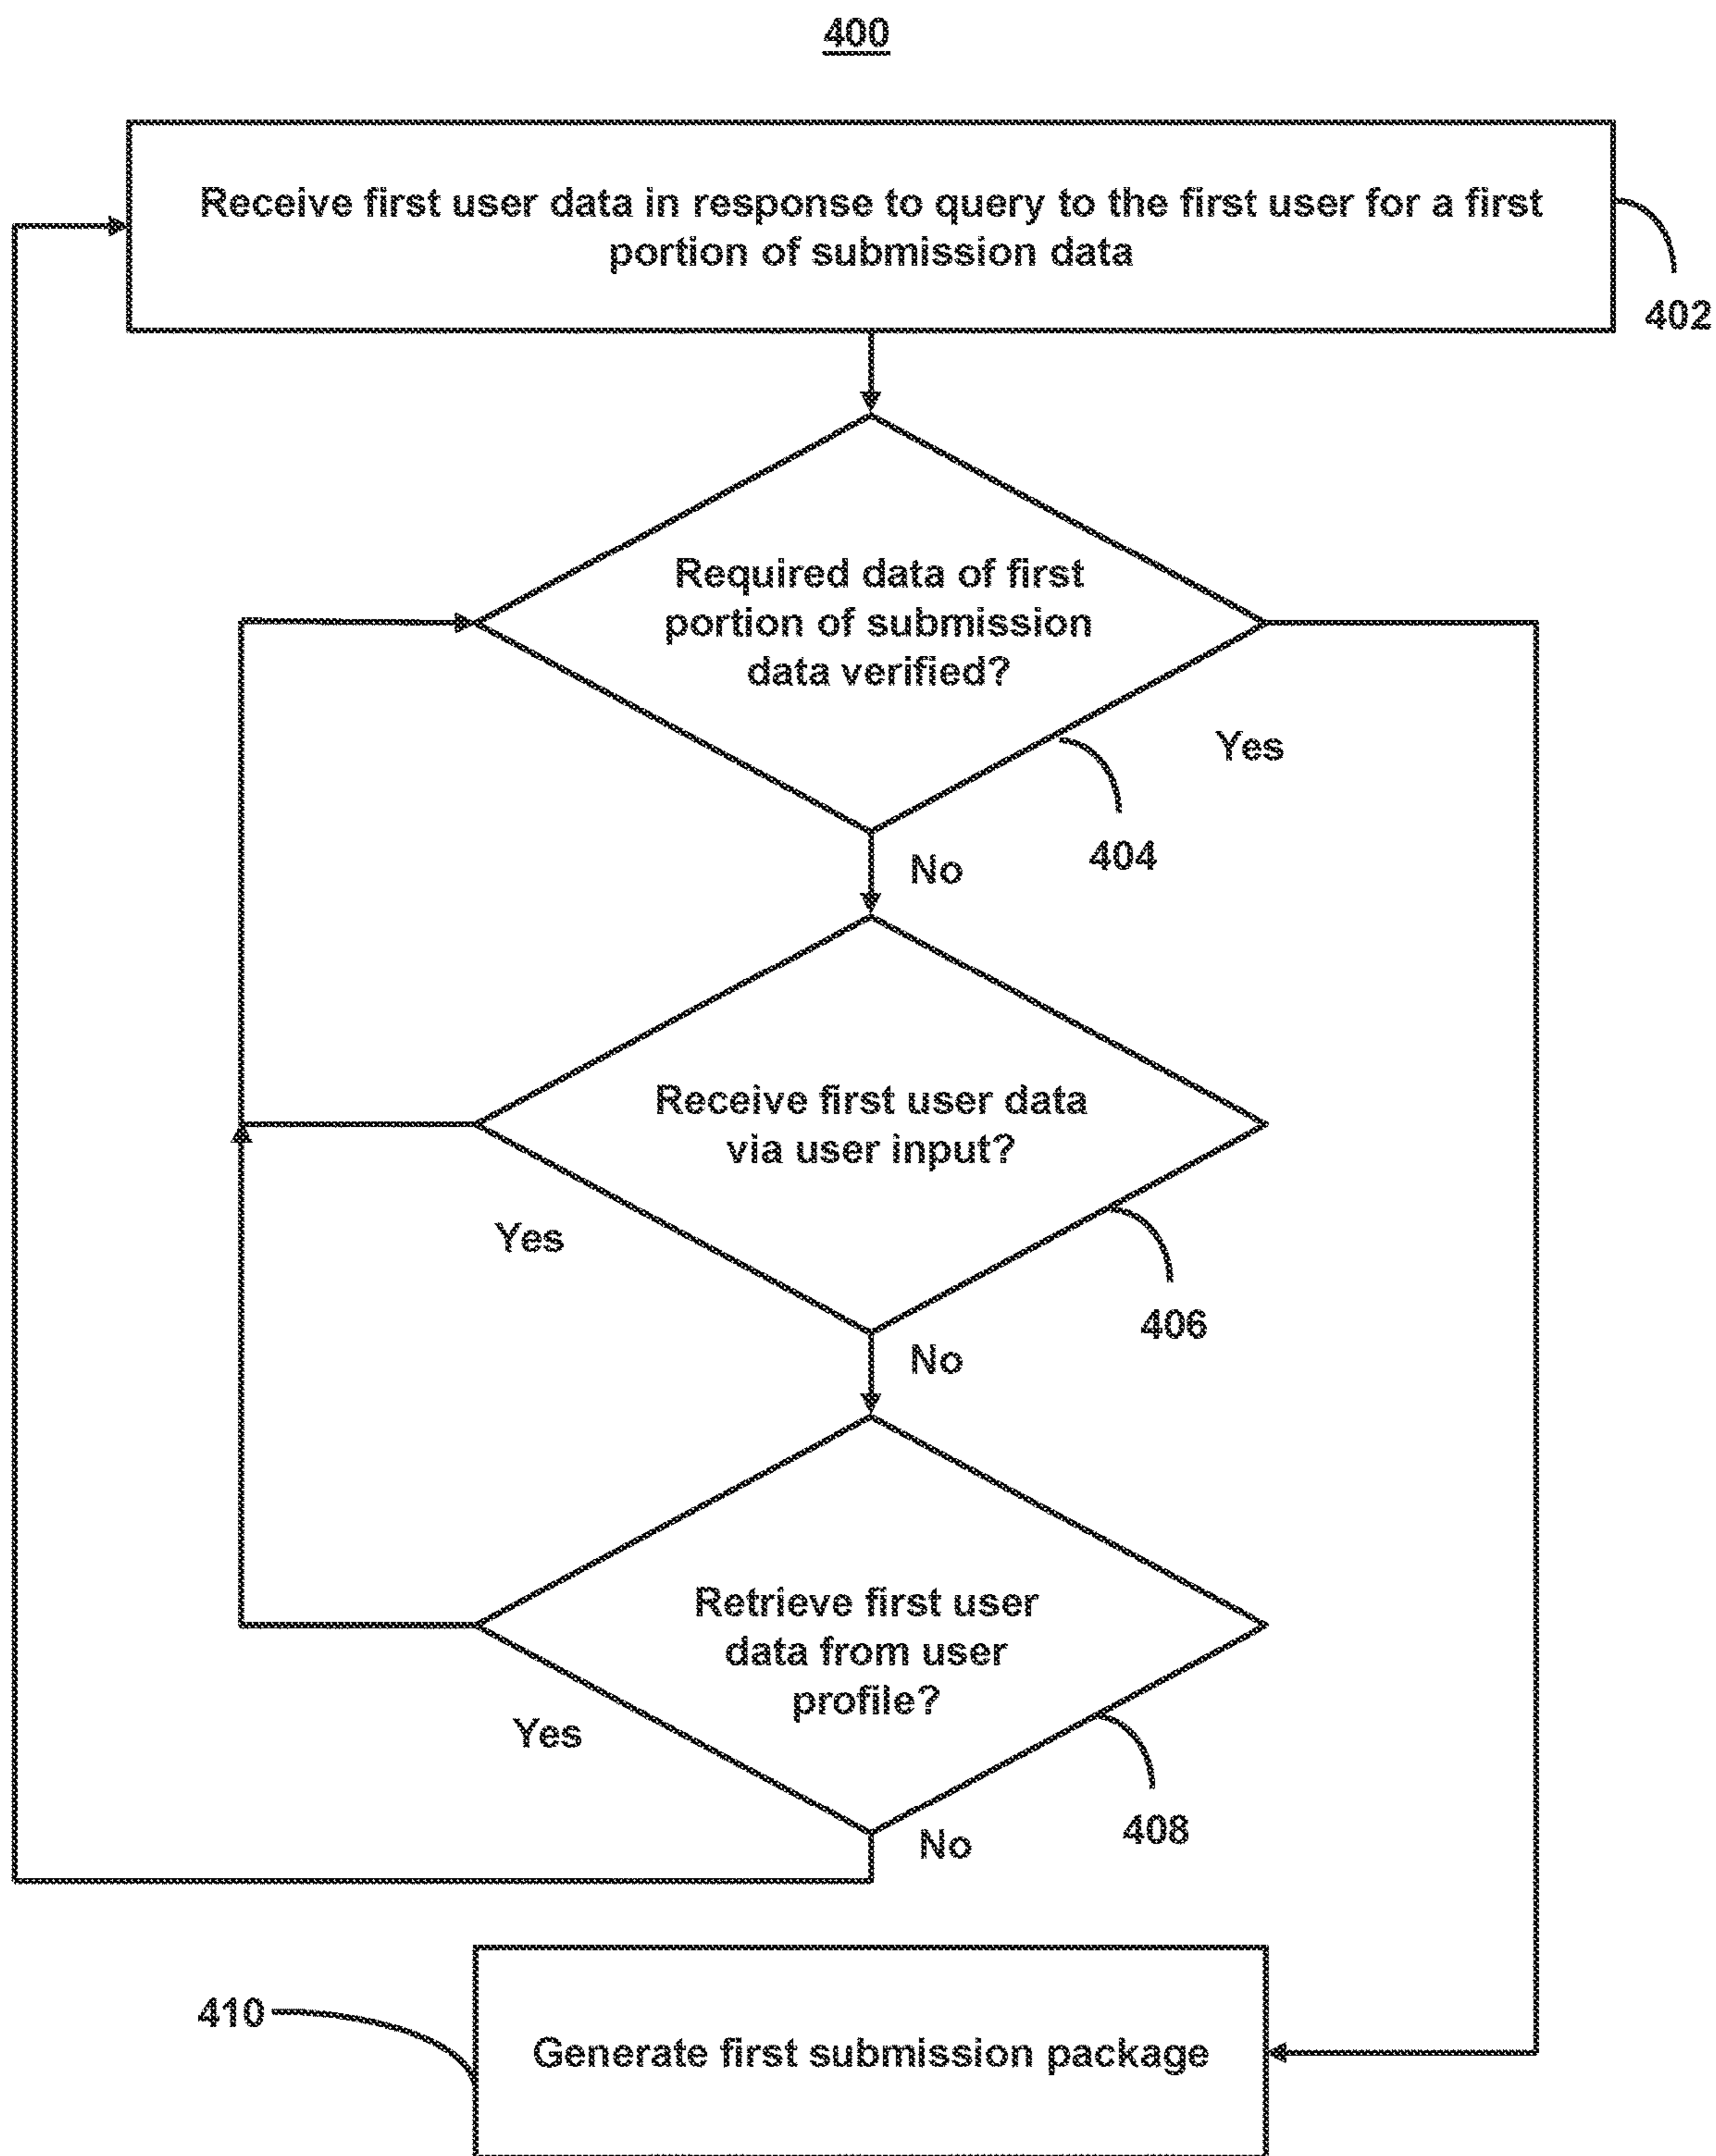 400
Receive first user data in response to query to the first user for a first
portion of submission data
402
Required data of first
portion of submission
data verified?
Yes
404
No
Receive first user data
via user input?
Yes
406
No
Retrieve first user
data from user
profile?
Yes
408
No
410
Generate first submission package